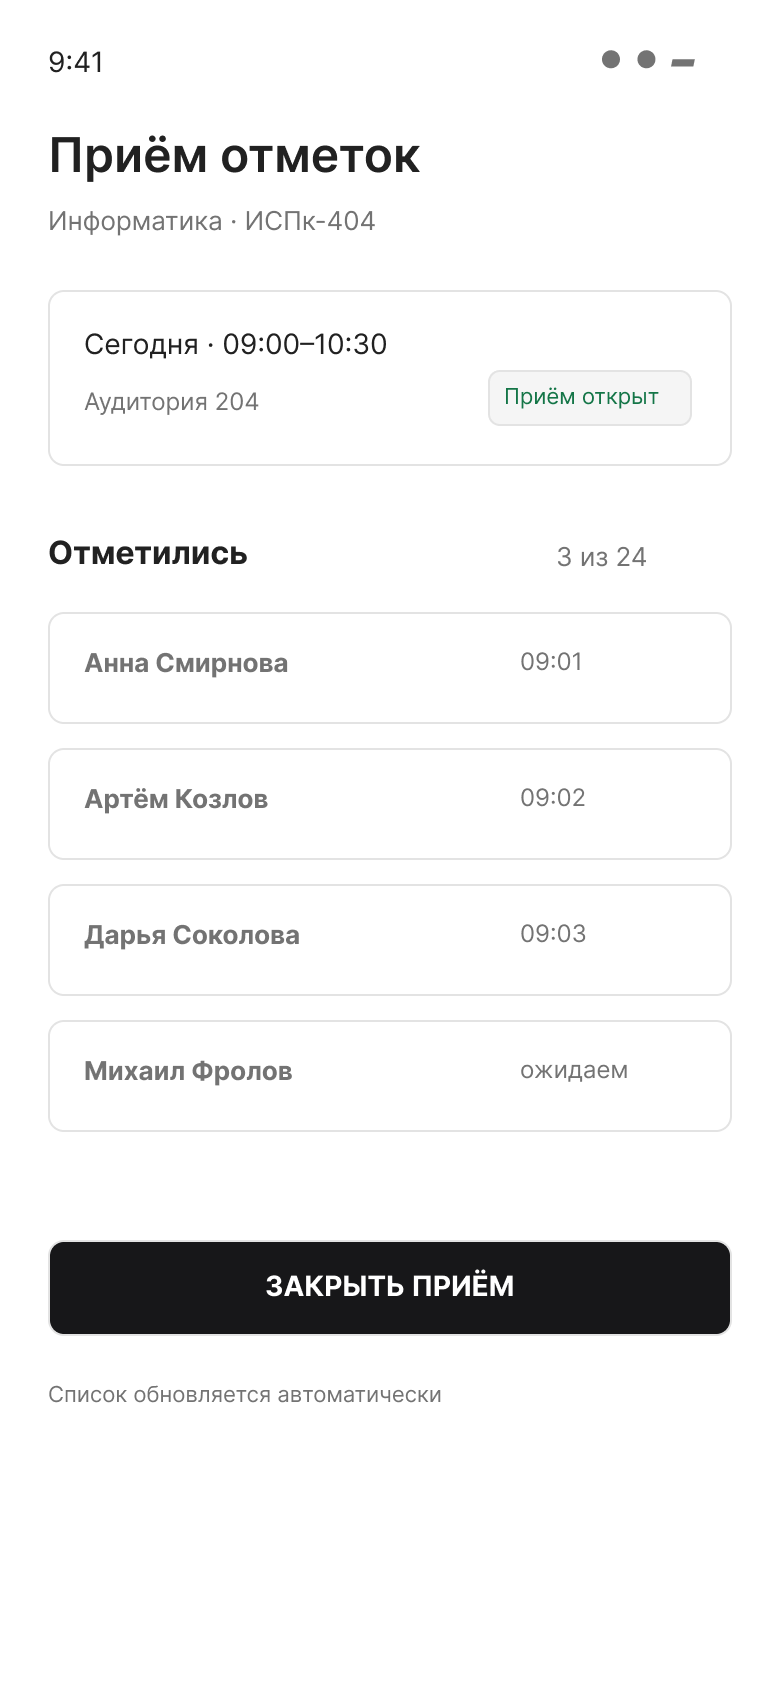 9:41
Приём отметок
Информатика · ИСПк-404
Сегодня · 09:00–10:30
Аудитория 204
Приём открыт
Отметились
3 из 24
Анна Смирнова
09:01
Артём Козлов
09:02
Дарья Соколова
09:03
Михаил Фролов
ожидаем
ЗАКРЫТЬ ПРИЁМ
Список обновляется автоматически